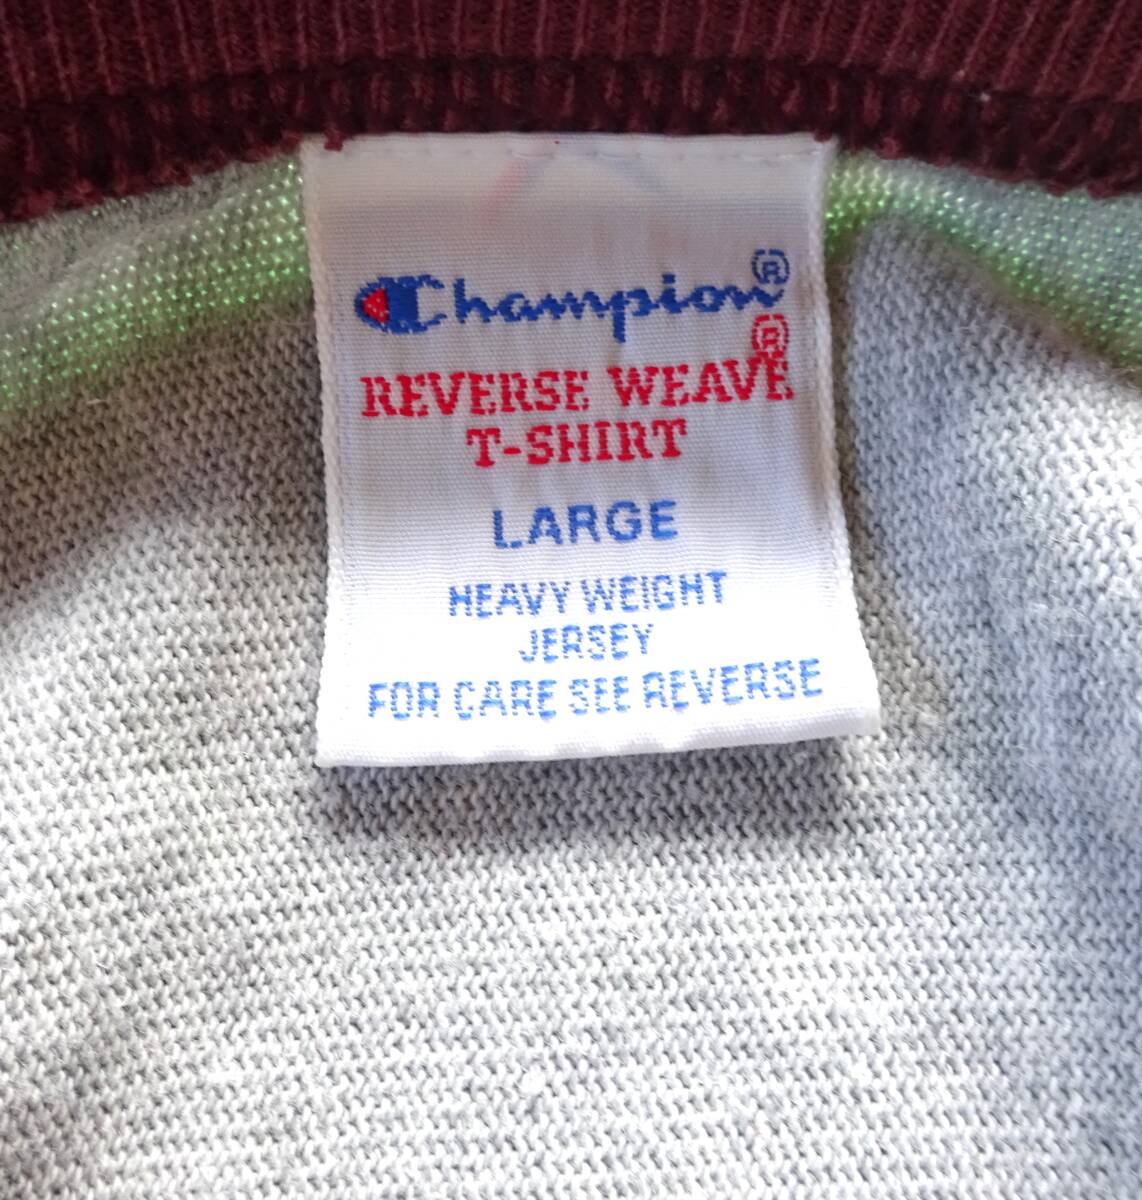 Champion®
REVERSE WEAVE®
T-SHIRT
LARGE
HEAVY WEIGHT
JERSEY
FOR CARE SEE REVERSE